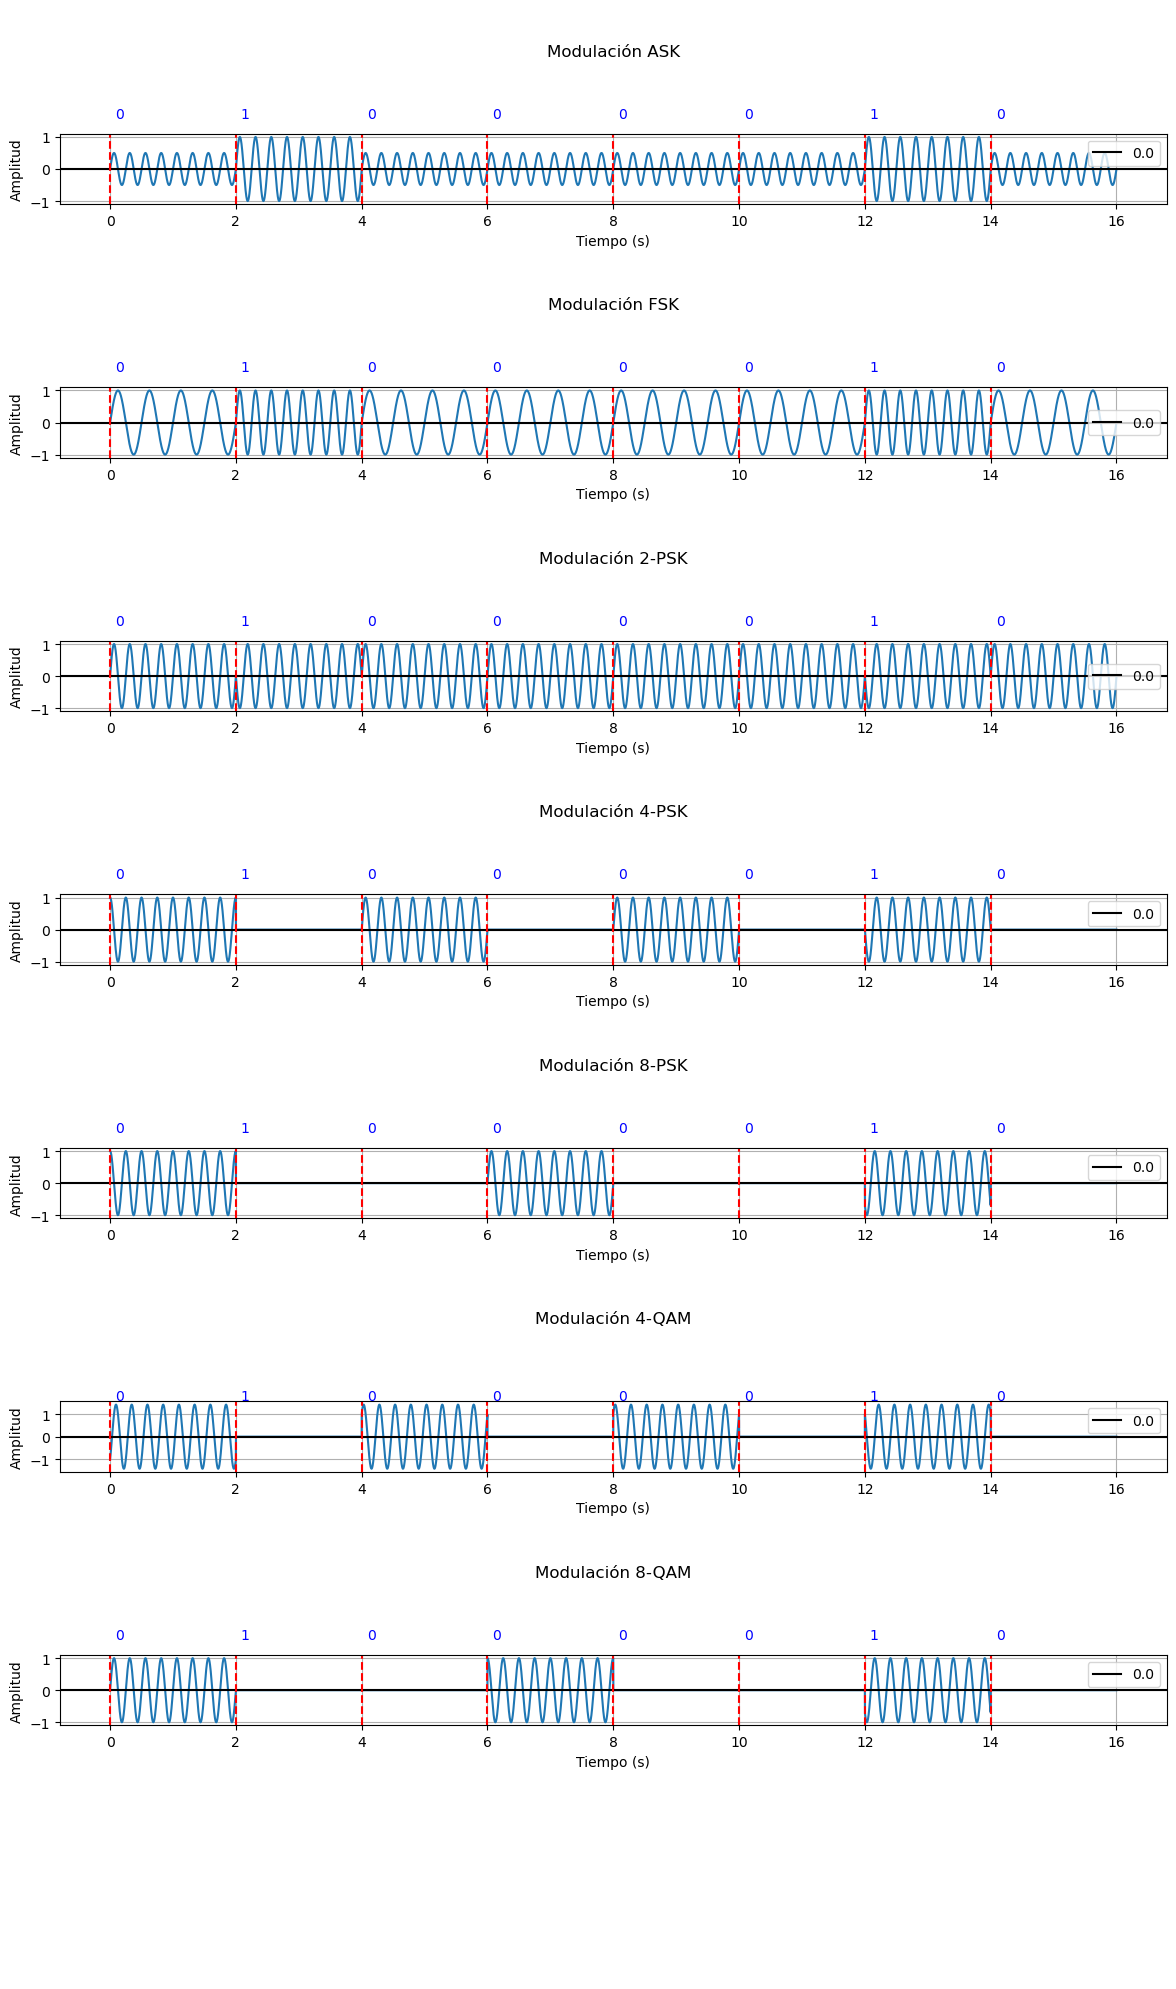 Modulación ASK
0 1 0 0 0 0 1 0
Amplitud
1
0
−1
0.0
0 2 4 6 8 10 12 14 16
Tiempo (s)
Modulación FSK
0 1 0 0 0 0 1 0
Amplitud
1
0
−1
0.0
0 2 4 6 8 10 12 14 16
Tiempo (s)
Modulación 2-PSK
0 1 0 0 0 0 1 0
Amplitud
1
0
−1
0.0
0 2 4 6 8 10 12 14 16
Tiempo (s)
Modulación 4-PSK
0 1 0 0 0 0 1 0
Amplitud
1
0
−1
0.0
0 2 4 6 8 10 12 14 16
Tiempo (s)
Modulación 8-PSK
0 1 0 0 0 0 1 0
Amplitud
1
0
−1
0.0
0 2 4 6 8 10 12 14 16
Tiempo (s)
Modulación 4-QAM
0 1 0 0 0 0 1 0
Amplitud
1
0
−1
0.0
0 2 4 6 8 10 12 14 16
Tiempo (s)
Modulación 8-QAM
0 1 0 0 0 0 1 0
Amplitud
1
0
−1
0.0
0 2 4 6 8 10 12 14 16
Tiempo (s)